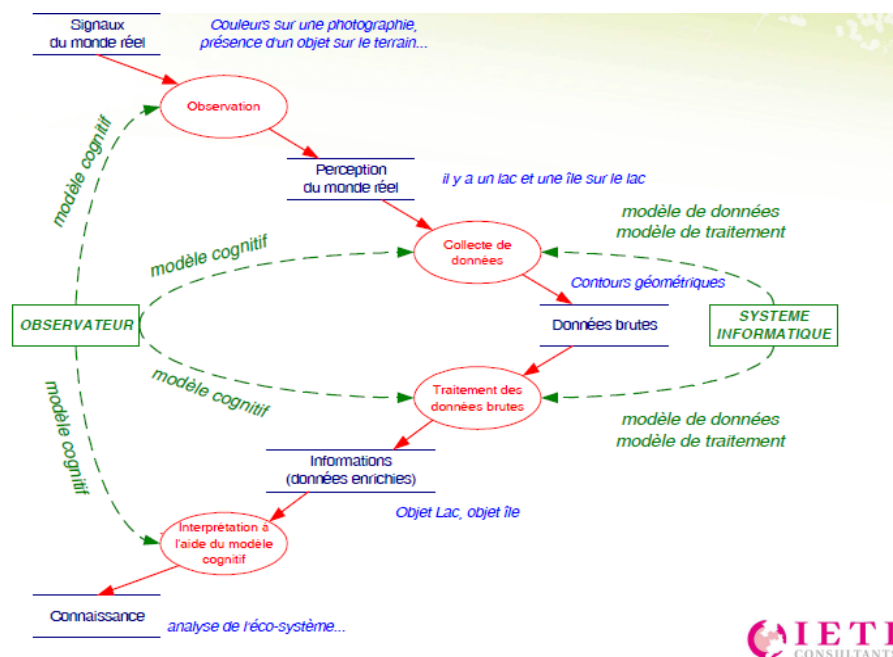 Signaux
du monde réel
Couleurs sur une photographie,
présence d'un objet sur le terrain...
Observation
modèle cognitif
Perception
du monde réel
il y a un lac et une île sur le lac
modèle de données
modèle de traitement
modèle cognitif
Collecte de
données
Contours géométriques
OBSERVATEUR
Données brutes
SYSTEME
INFORMATIQUE
modèle cognitif
Traitement des
données brutes
modèle de données
modèle de traitement
modèle cognitif
Informations
(données enrichies)
Objet Lac, objet île
Interprétation à
l'aide du modèle
cognitif
Connaissance
analyse de l'éco-système...
IETI
CONSULTANTS